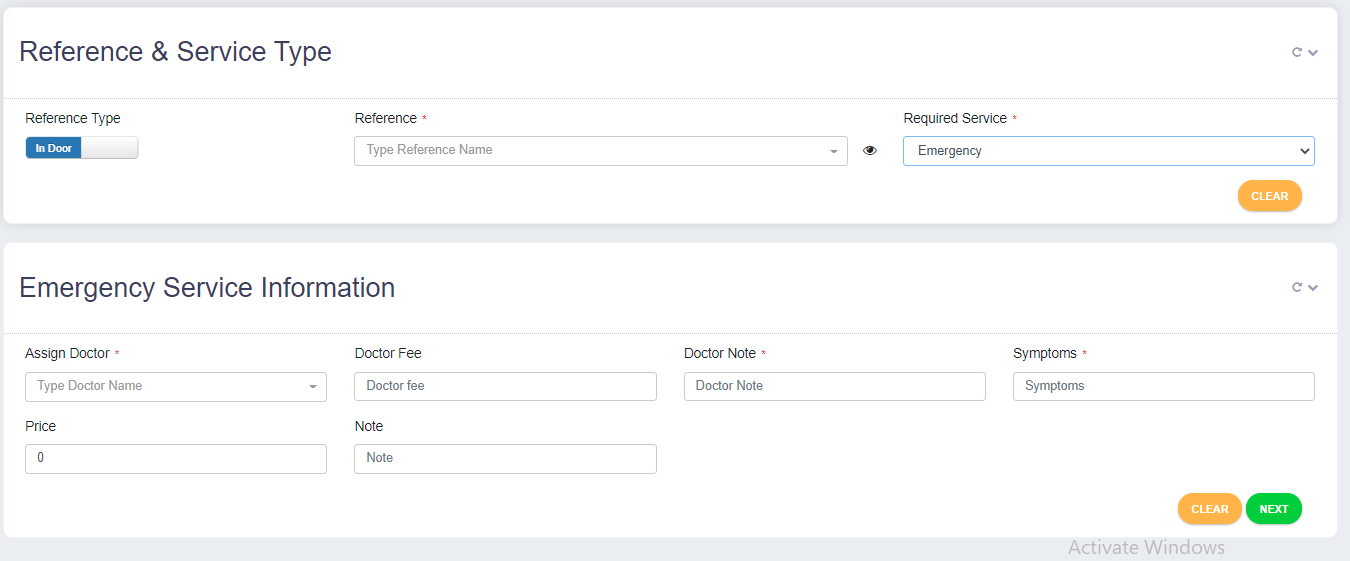 Reference & Service Type
Reference Type Reference * Required Service *
In Door Type Reference Name Emergency
CLEAR
Emergency Service Information
Assign Doctor * Doctor Fee Doctor Note * Symptoms *
Type Doctor Name Doctor fee Doctor Note Symptoms
Price Note
0 Note
CLEAR NEXT
Activate Windows